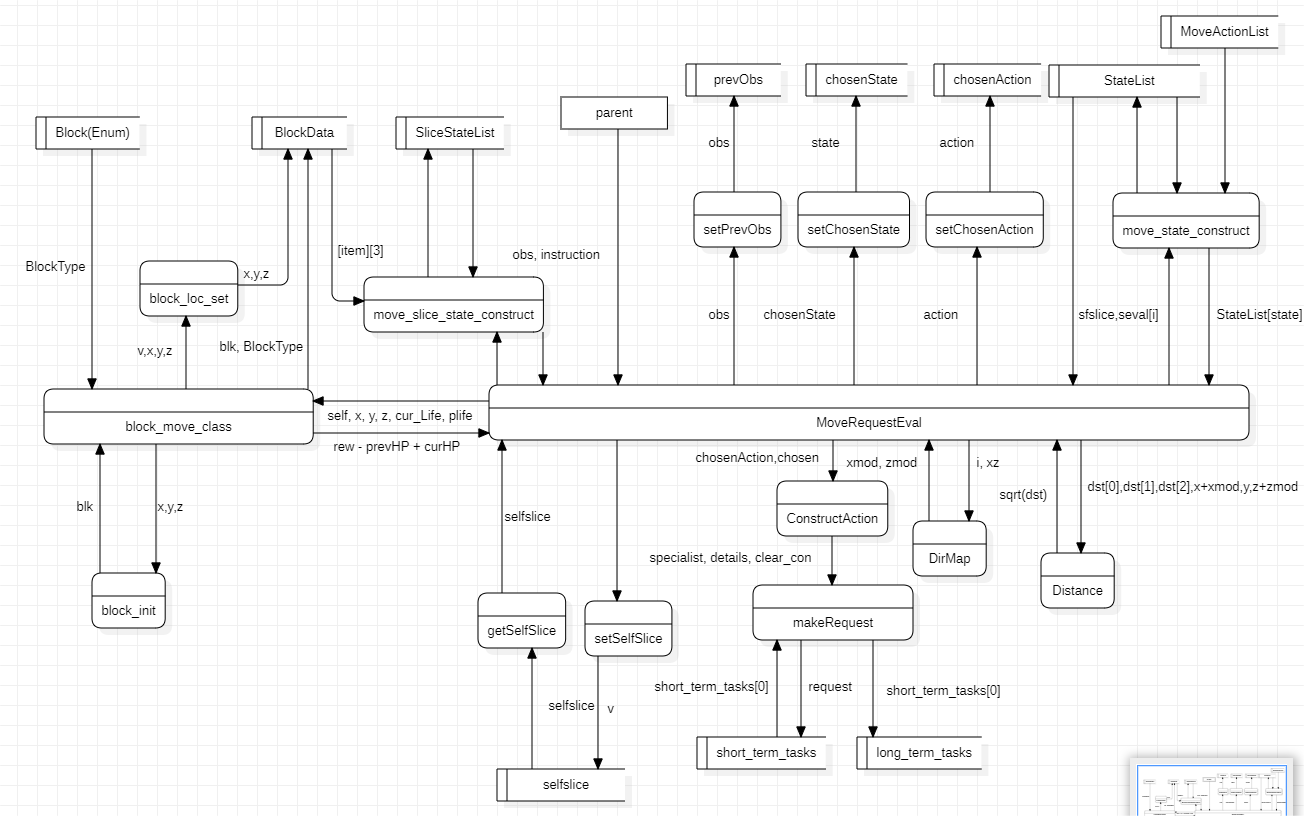 MoveActionList
prevObs
chosenState
chosenAction
StateList
parent
Block(Enum)
BlockData
SliceStateList
obs
state
action
setPrevObs
setChosenState
setChosenAction
move_state_construct
[item][3]
obs, instruction
BlockType
x,y,z
block_loc_set
move_slice_state_construct
obs
chosenState
action
sfslice,seval[i]
StateList[state]
v,x,y,z
blk, BlockType
block_move_class
self, x, y, z, cur_Life, plife
MoveRequestEval
rew - prevHP + curHP
chosenAction,chosen
xmod, zmod
i, xz
sqrt(dst)
dst[0],dst[1],dst[2],x+xmod,y,z+zmod
blk
x,y,z
selfslice
ConstructAction
specialist, details, clear_con
DirMap
Distance
block_init
getSelfSlice
setSelfSlice
makeRequest
short_term_tasks[0]
request
short_term_tasks[0]
selfslice
v
short_term_tasks
long_term_tasks
selfslice